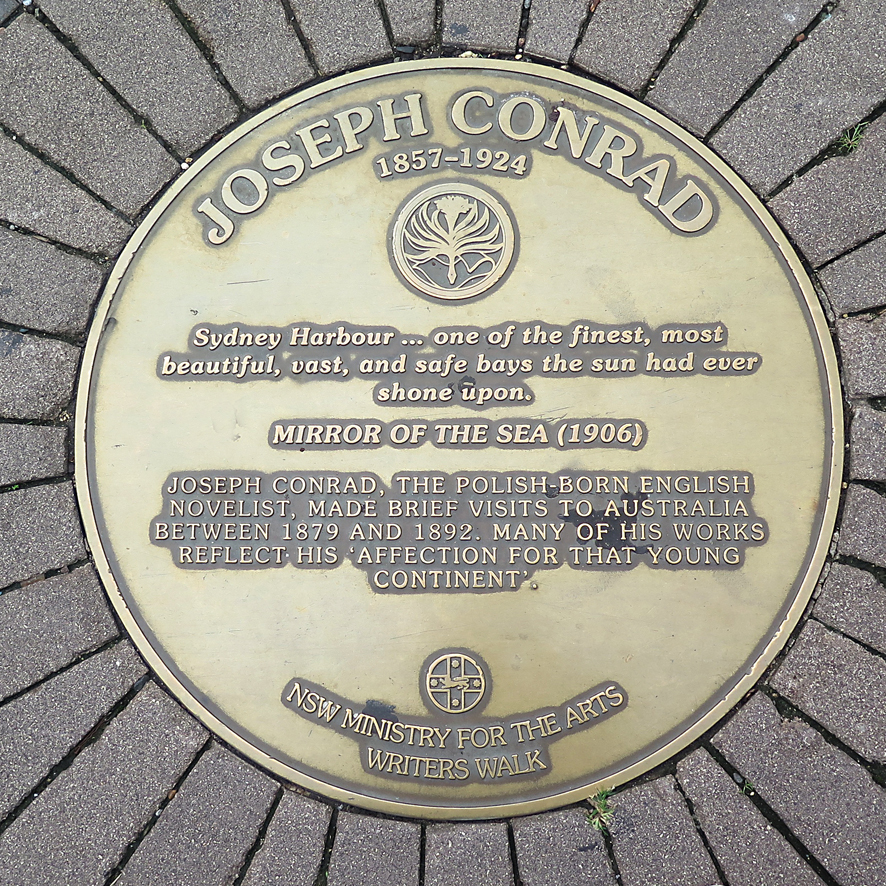 JOSEPH CONRAD
1857-1924
Sydney Harbour ... one of the finest, most
beautiful, vast, and safe bays the sun had ever
shone upon.
MIRROR OF THE SEA (1906)
JOSEPH CONRAD, THE POLISH-BORN ENGLISH
NOVELIST, MADE BRIEF VISITS TO AUSTRALIA
BETWEEN 1879 AND 1892. MANY OF HIS WORKS
REFLECT HIS 'AFFECTION FOR THAT YOUNG
CONTINENT'.
NSW MINISTRY FOR THE ARTS
WRITERS WALK